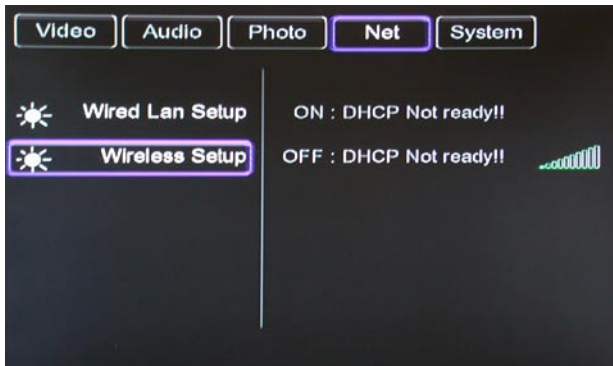 Video Audio Photo Net System
Wired Lan Setup ON : DHCP Not ready!!
Wireless Setup OFF : DHCP Not ready!!